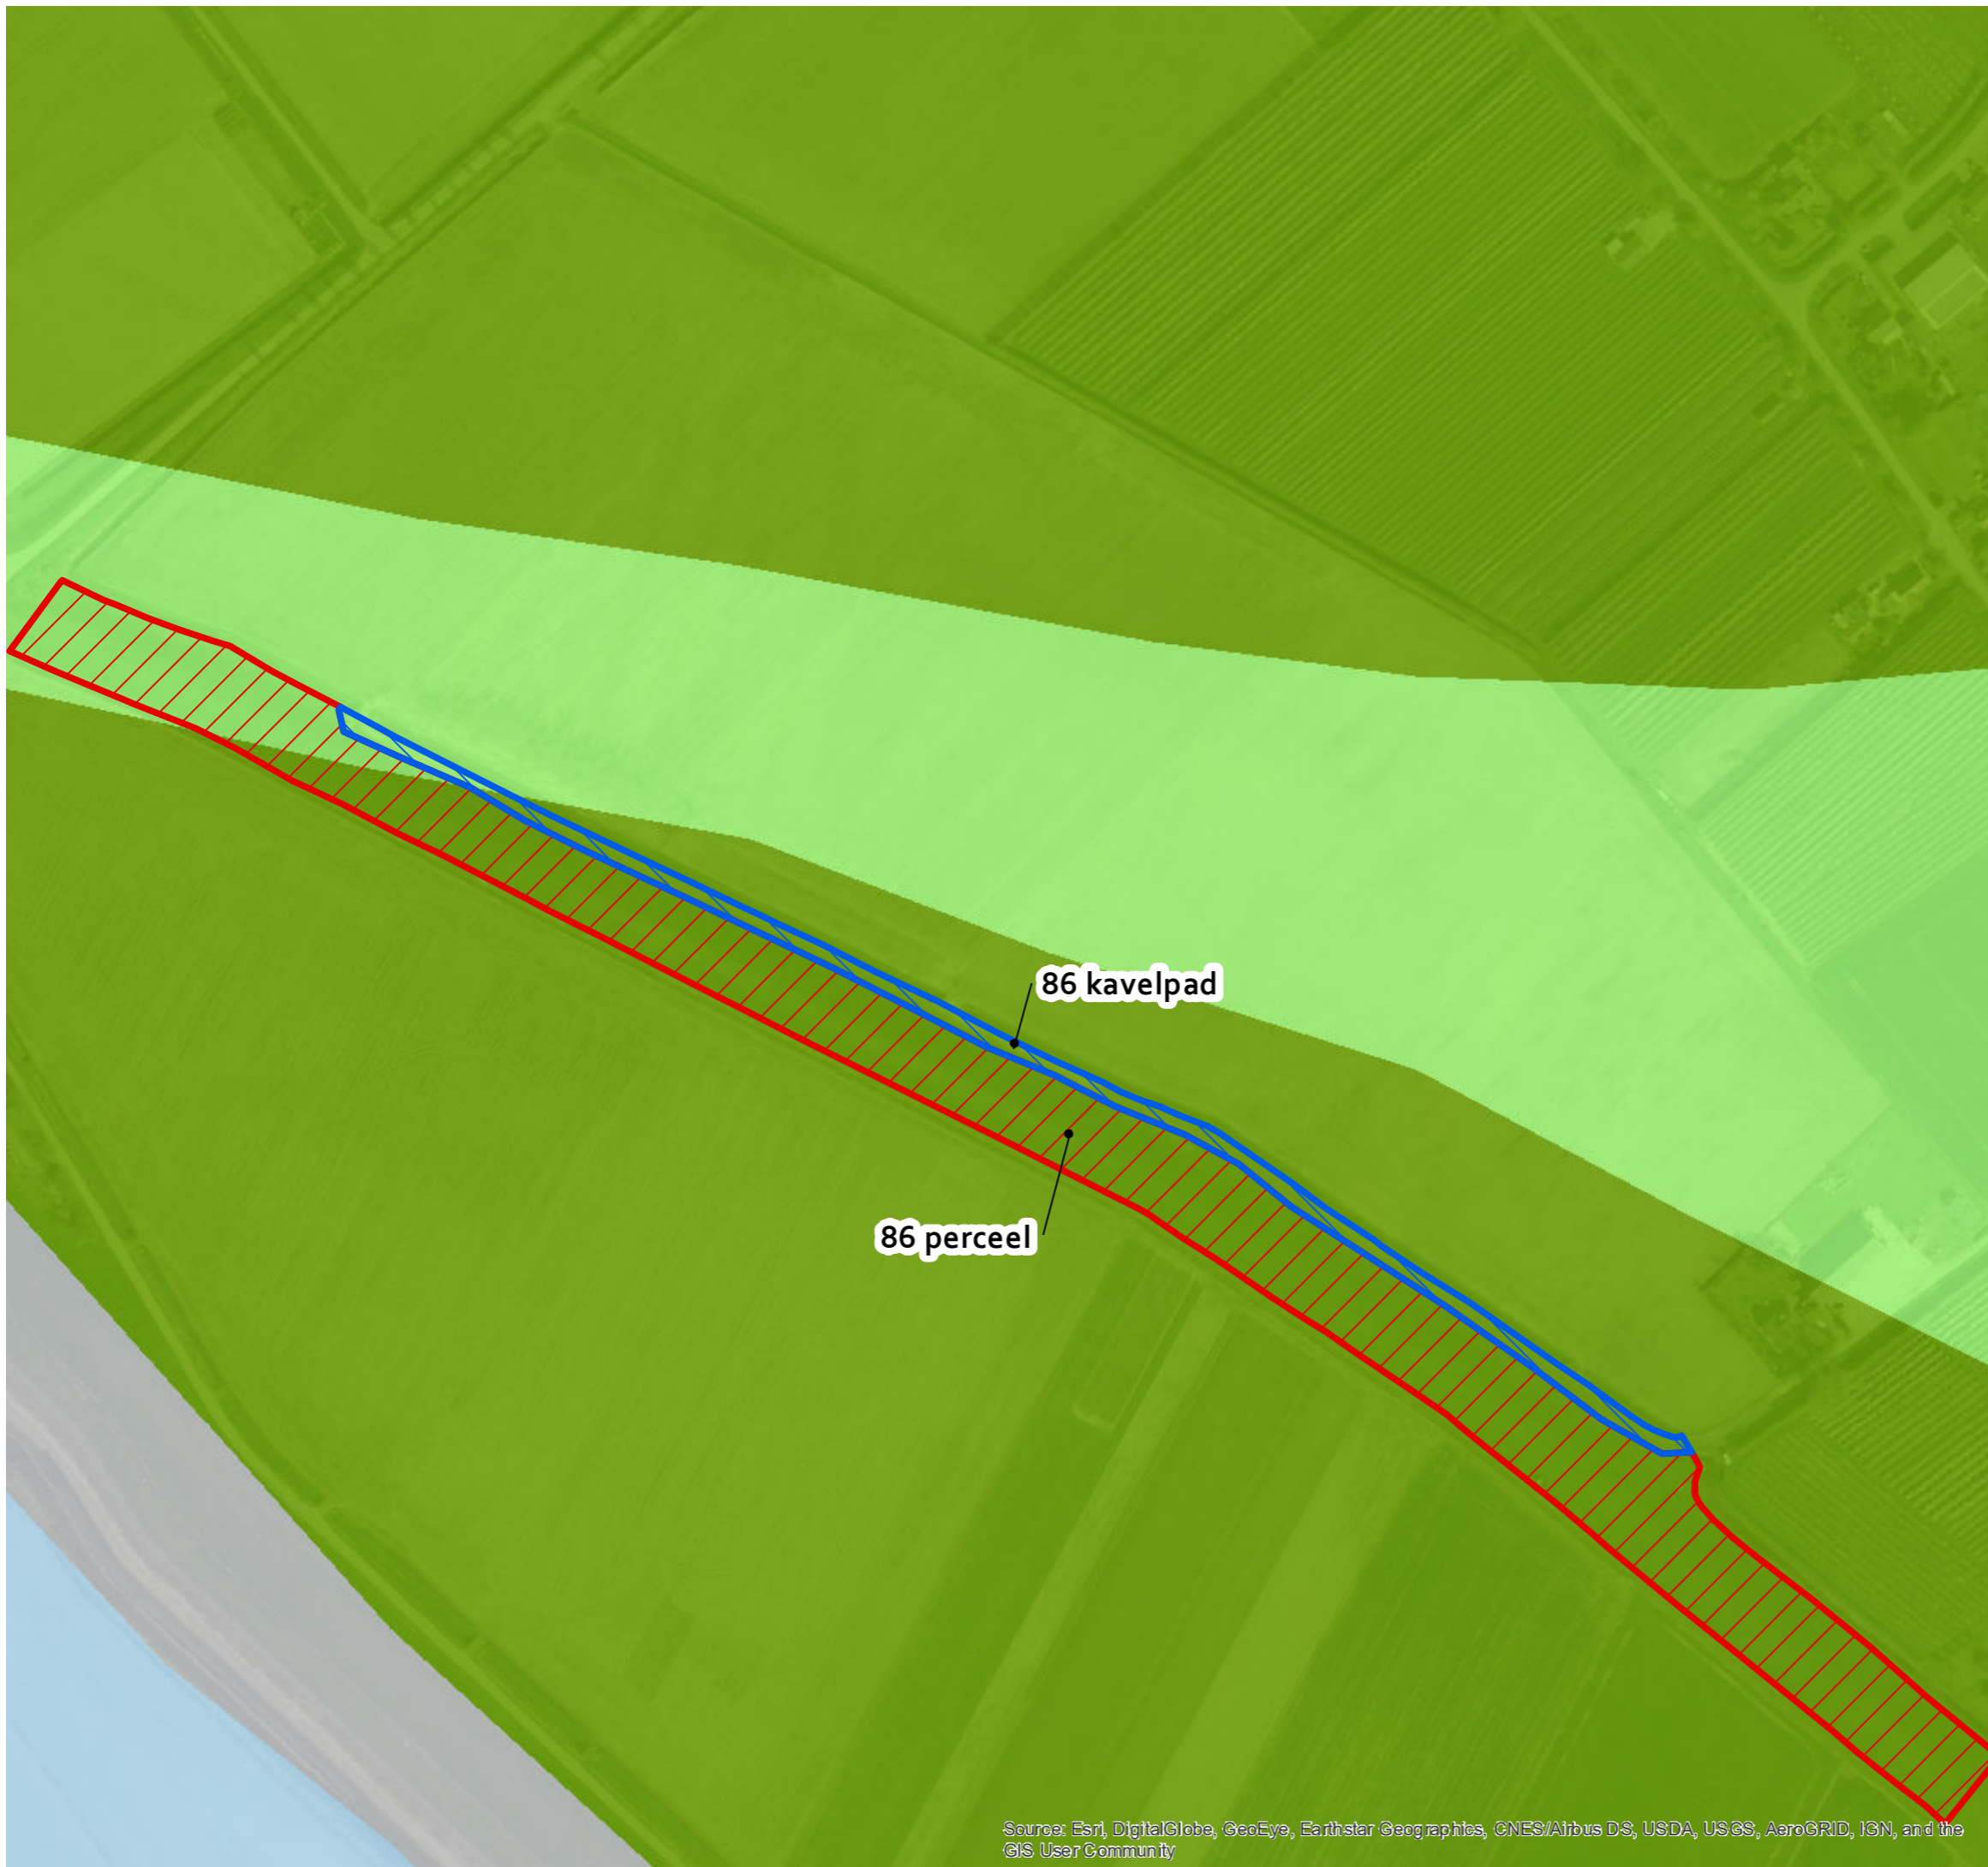 86 kavelpad
86 perceel
Source: Esri, DigitalGlobe, GeoEye, Earthstar Geographics, CNES/Airbus DS, USDA, USGS, AeroGRID, IGN, and the
GIS User Community